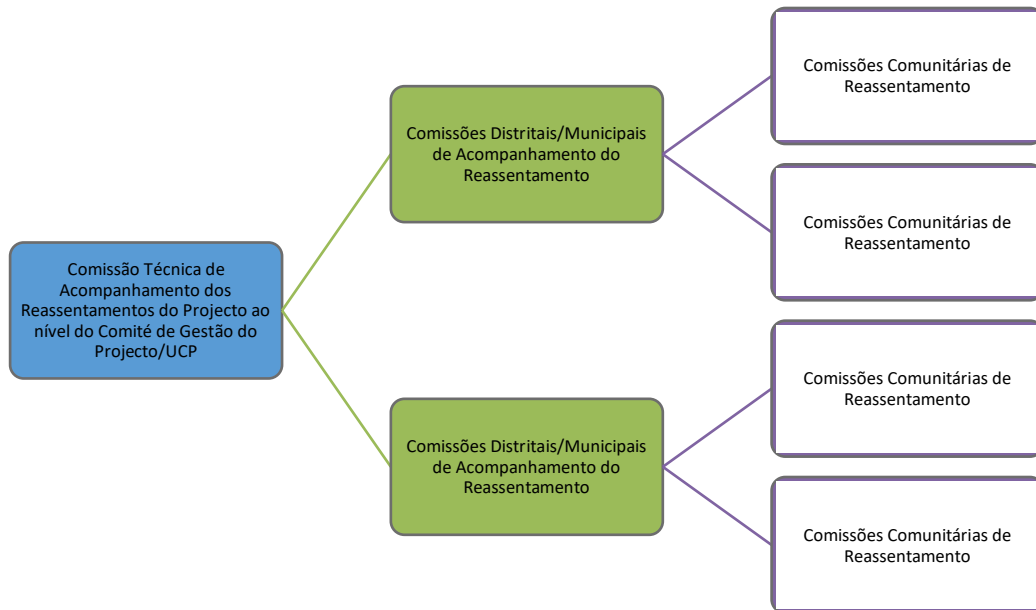 Comissão Técnica de
Acompanhamento dos
Reassentamentos do Projecto ao
nível do Comité de Gestão do
Projecto/UCP
Comissões Distritais/Municipais
de Acompanhamento do
Reassentamento
Comissões Comunitárias de
Reassentamento
Comissões Comunitárias de
Reassentamento
Comissões Distritais/Municipais
de Acompanhamento do
Reassentamento
Comissões Comunitárias de
Reassentamento
Comissões Comunitárias de
Reassentamento